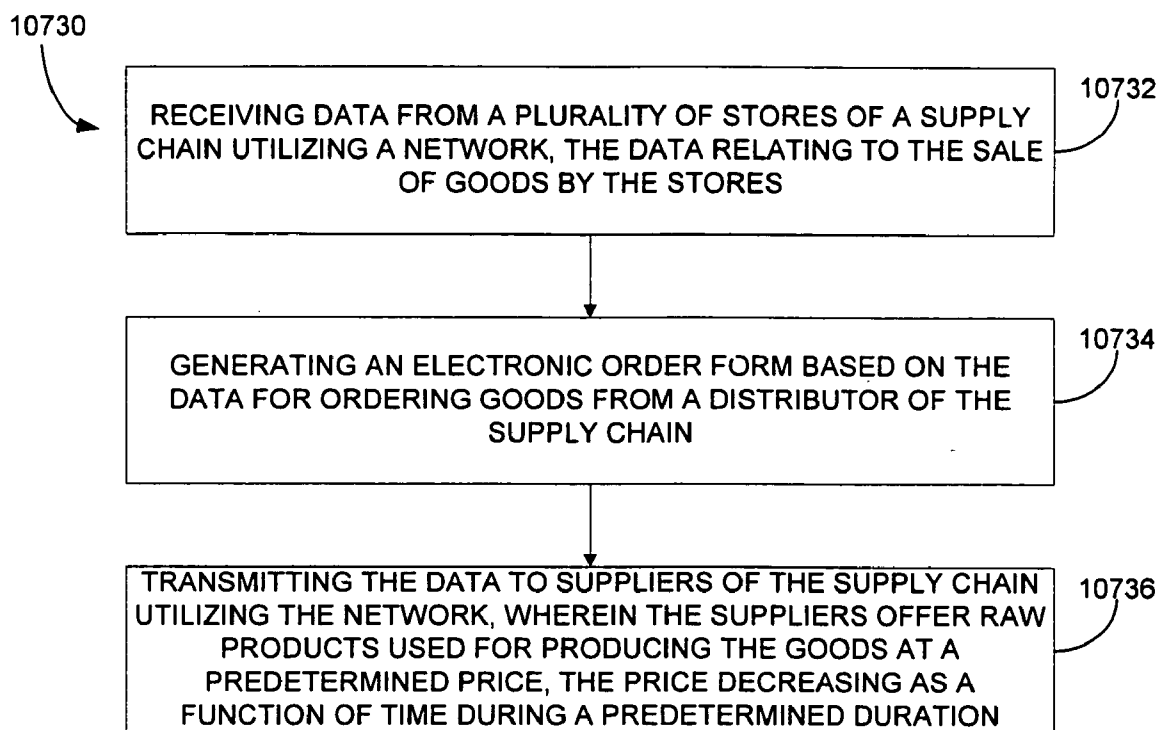 10730
RECEIVING DATA FROM A PLURALITY OF STORES OF A SUPPLY
CHAIN UTILIZING A NETWORK, THE DATA RELATING TO THE SALE
OF GOODS BY THE STORES
10732
GENERATING AN ELECTRONIC ORDER FORM BASED ON THE
DATA FOR ORDERING GOODS FROM A DISTRIBUTOR OF THE
SUPPLY CHAIN
10734
TRANSMITTING THE DATA TO SUPPLIERS OF THE SUPPLY CHAIN
UTILIZING THE NETWORK, WHEREIN THE SUPPLIERS OFFER RAW
PRODUCTS USED FOR PRODUCING THE GOODS AT A
PREDETERMINED PRICE, THE PRICE DECREASING AS A
FUNCTION OF TIME DURING A PREDETERMINED DURATION
10736